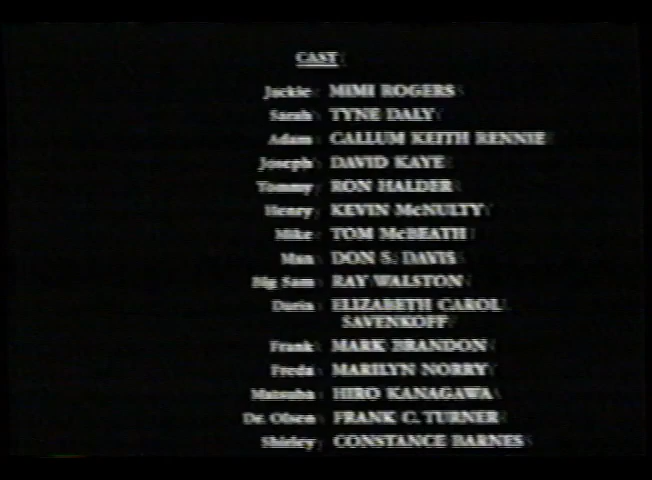 CAST
Jackie MIMI ROGERS
Sarah TYNE DALY
Adam CALLUM KEITH RENNIE
Joseph DAVID KAYE
Tommy RON HALDER
Henry KEVIN McNULTY
Mike TOM McBEATH
Man DON S. DAVIS
Big Sam RAY WALSTON
Darin ELIZABETH CAROL
SAVENKOFF
Frank MARK BRANDON
Freda MARILYN NORRY
Matsuba HIRO KANAGAWA
Dr. Olsen FRANK C. TURNER
Shirley CONSTANCE BARNES